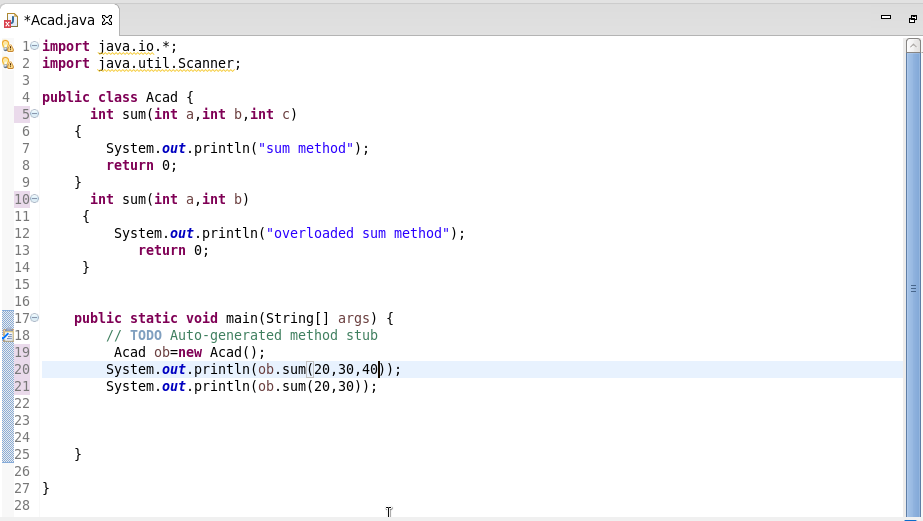 *Acad.java
1 import java.io.*;
2 import java.util.Scanner;
3
4 public class Acad {
5 int sum(int a,int b,int c)
6 {
7 System.out.println("sum method");
8 return 0;
9 }
10 int sum(int a,int b)
11 {
12 System.out.println("overloaded sum method");
13 return 0;
14 }
15
16
17 public static void main(String[] args) {
18 // TODO Auto-generated method stub
19 Acad ob=new Acad();
20 System.out.println(ob.sum(20,30,40));
21 System.out.println(ob.sum(20,30));
22
23
24
25 }
26
27 }
28